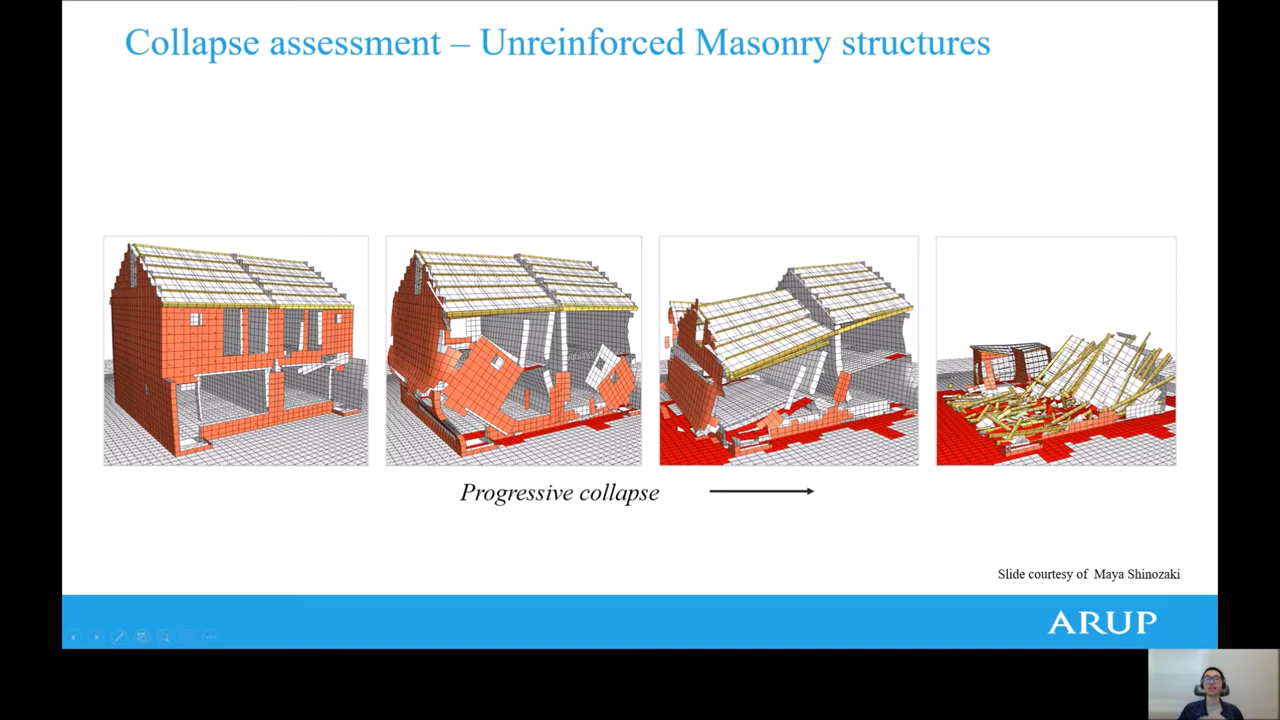 Collapse assessment – Unreinforced Masonry structures
Progressive collapse
Slide courtesy of Maya Shinozaki
ARUP